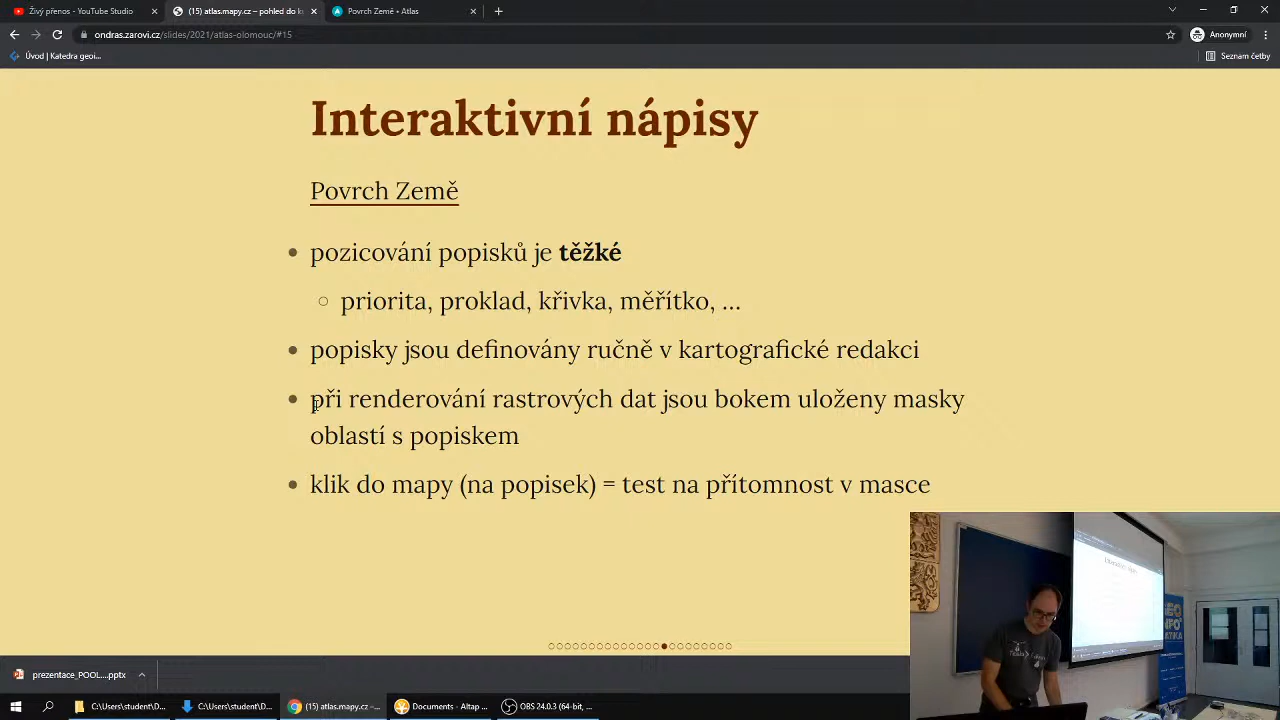 Živý přenos - YouTube Studio
(15) atlas.mapy.cz – pohled do ku
Povrch Země • Atlas
ondras.zarovi.cz/slides/2021/atlas-olomouc/#15
Anonymní
Úvod | Katedra geoi...
Seznam četby
Interaktivní nápisy
Povrch Země
pozicování popisků je těžké
priorita, proklad, křivka, měřítko, …
popisky jsou definovány ručně v kartografické redakci
při renderování rastrových dat jsou bokem uloženy masky
oblastí s popiskem
klik do mapy (na popisek) = test na přítomnost v masce
prezentace_POOL....pptx
C:\Users\student\D...
C:\Users\student\D...
(15) atlas.mapy.cz –...
Documents - Altap ...
OBS 24.0.3 (64-bit, ...